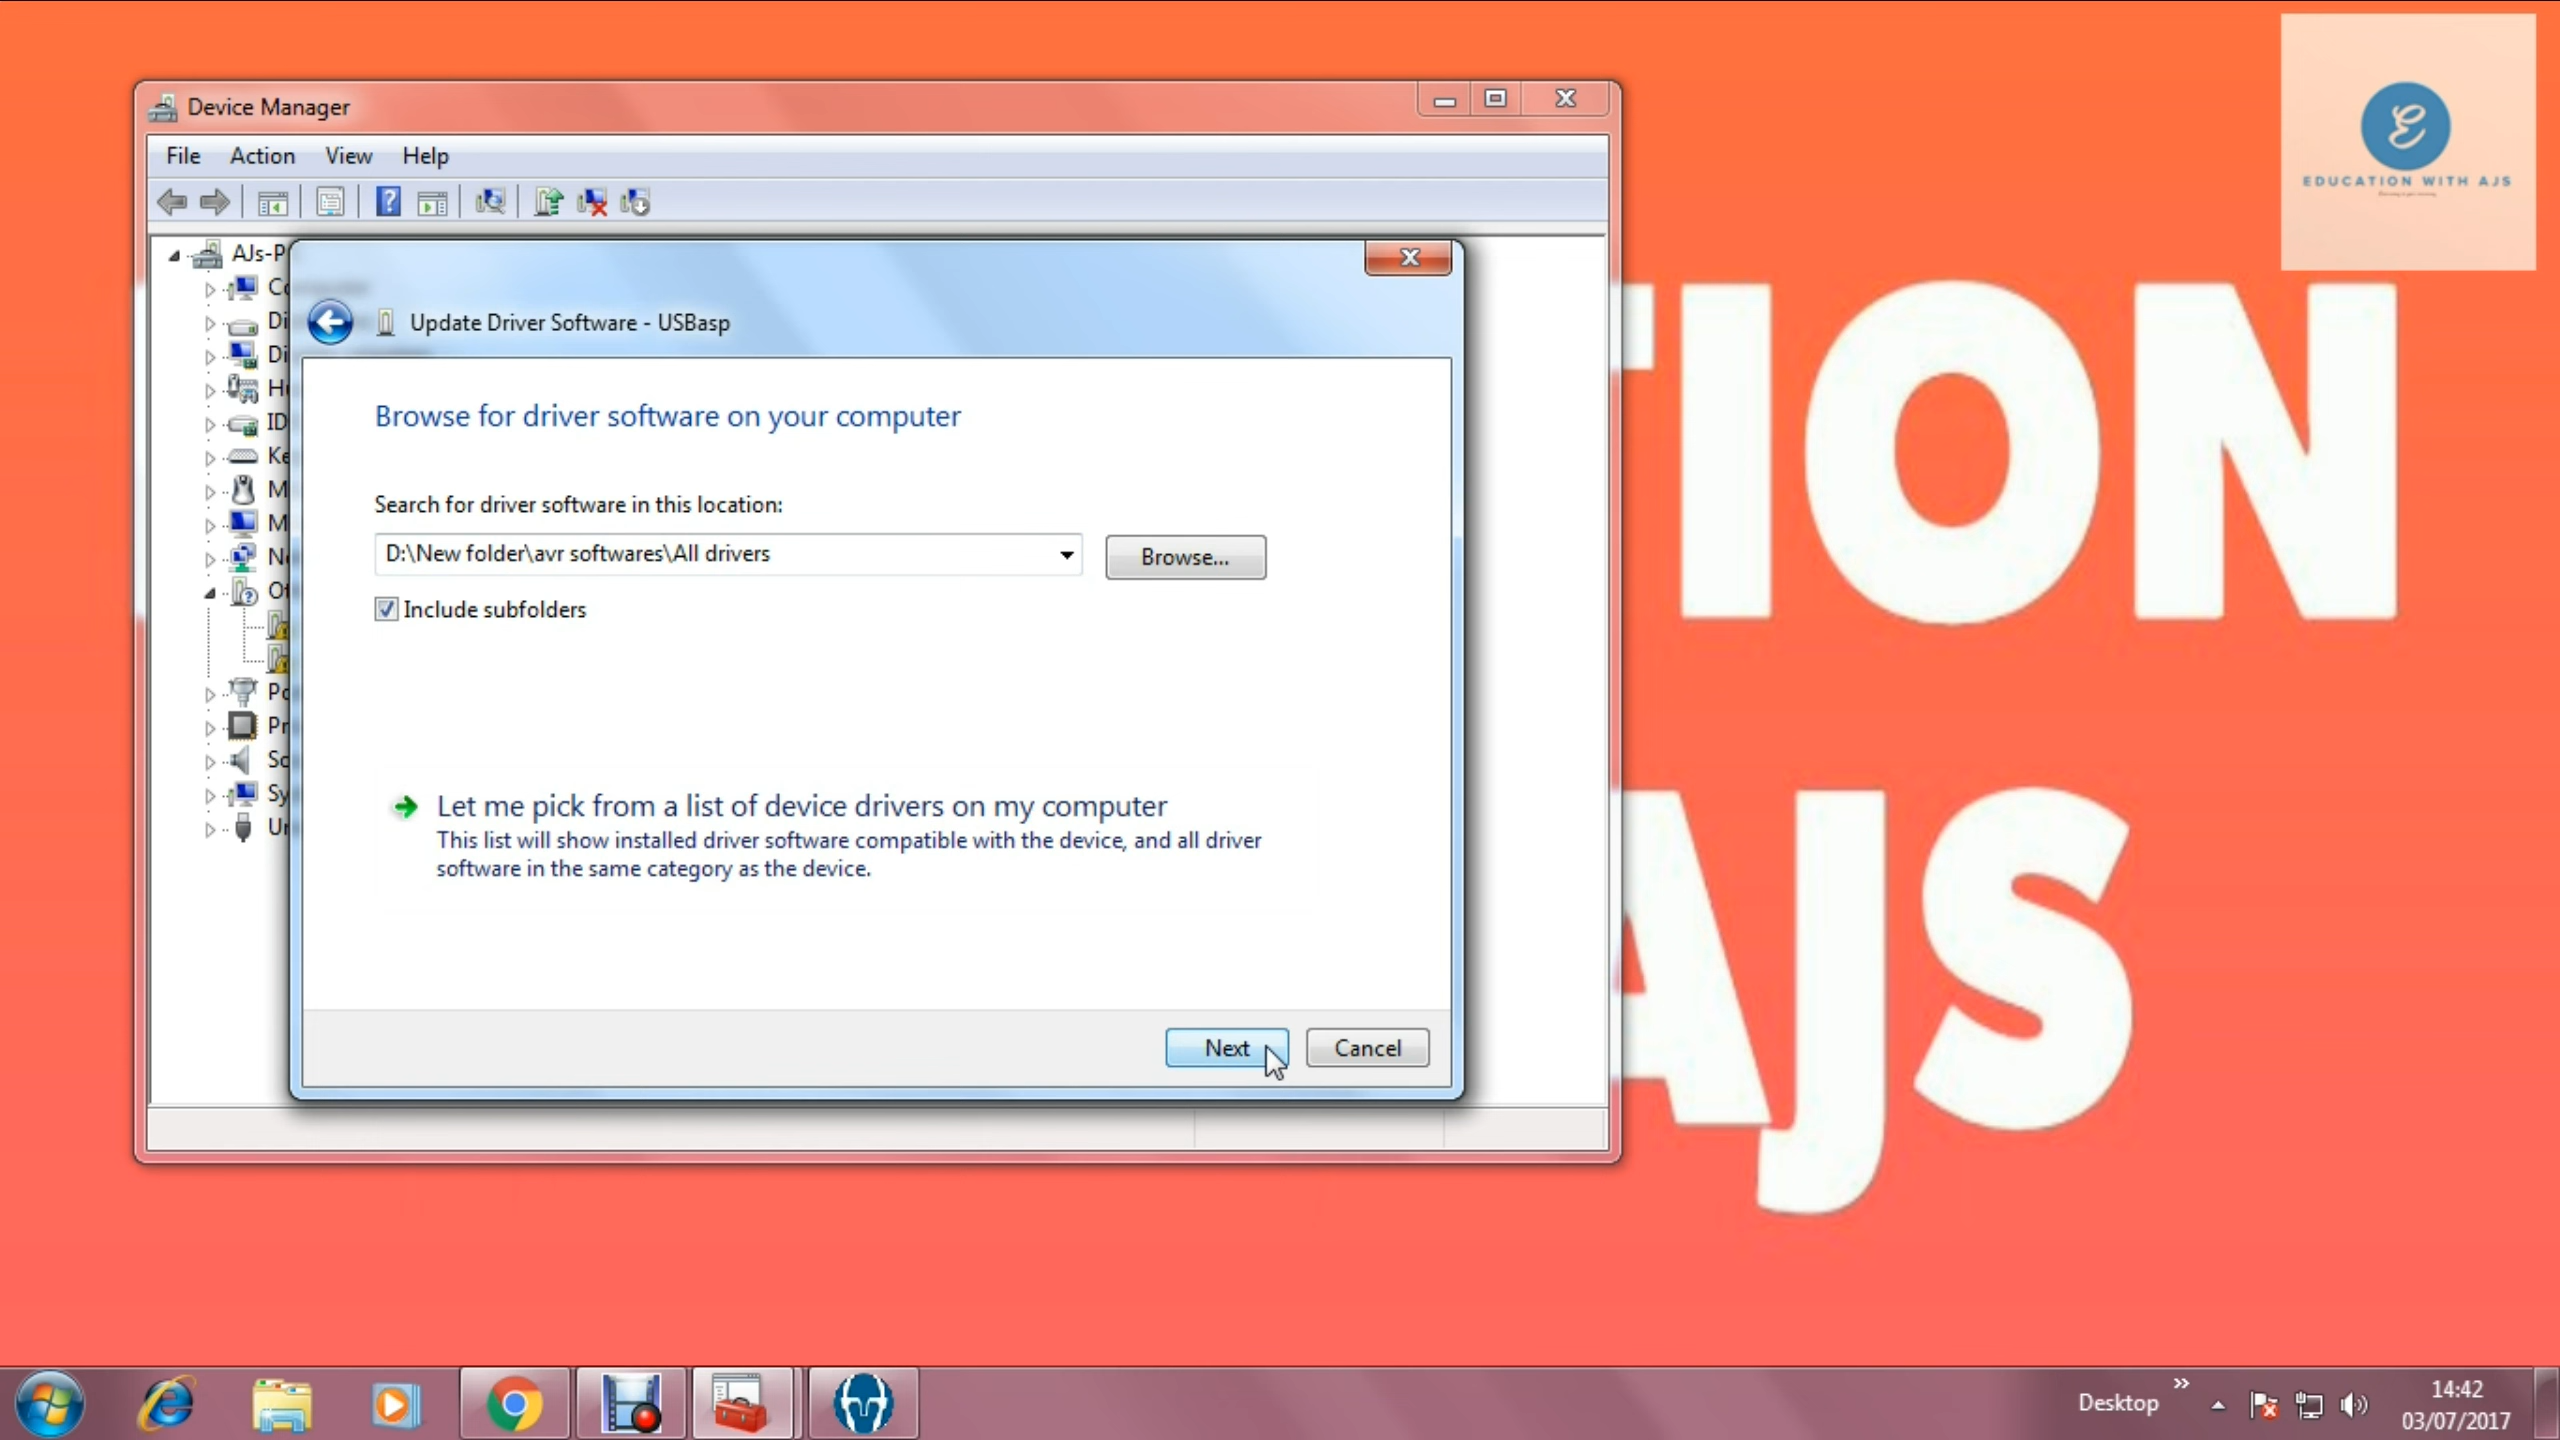 Device Manager
File Action View Help
AJs-P
Update Driver Software - USBasp
Browse for driver software on your computer
Search for driver software in this location:
D:\New folder\avr softwares\All drivers
Browse...
Include subfolders
Let me pick from a list of device drivers on my computer
This list will show installed driver software compatible with the device, and all driver
software in the same category as the device.
Next
Cancel
EDUCATION WITH AJS
TION
AJS
Desktop
14:42
03/07/2017